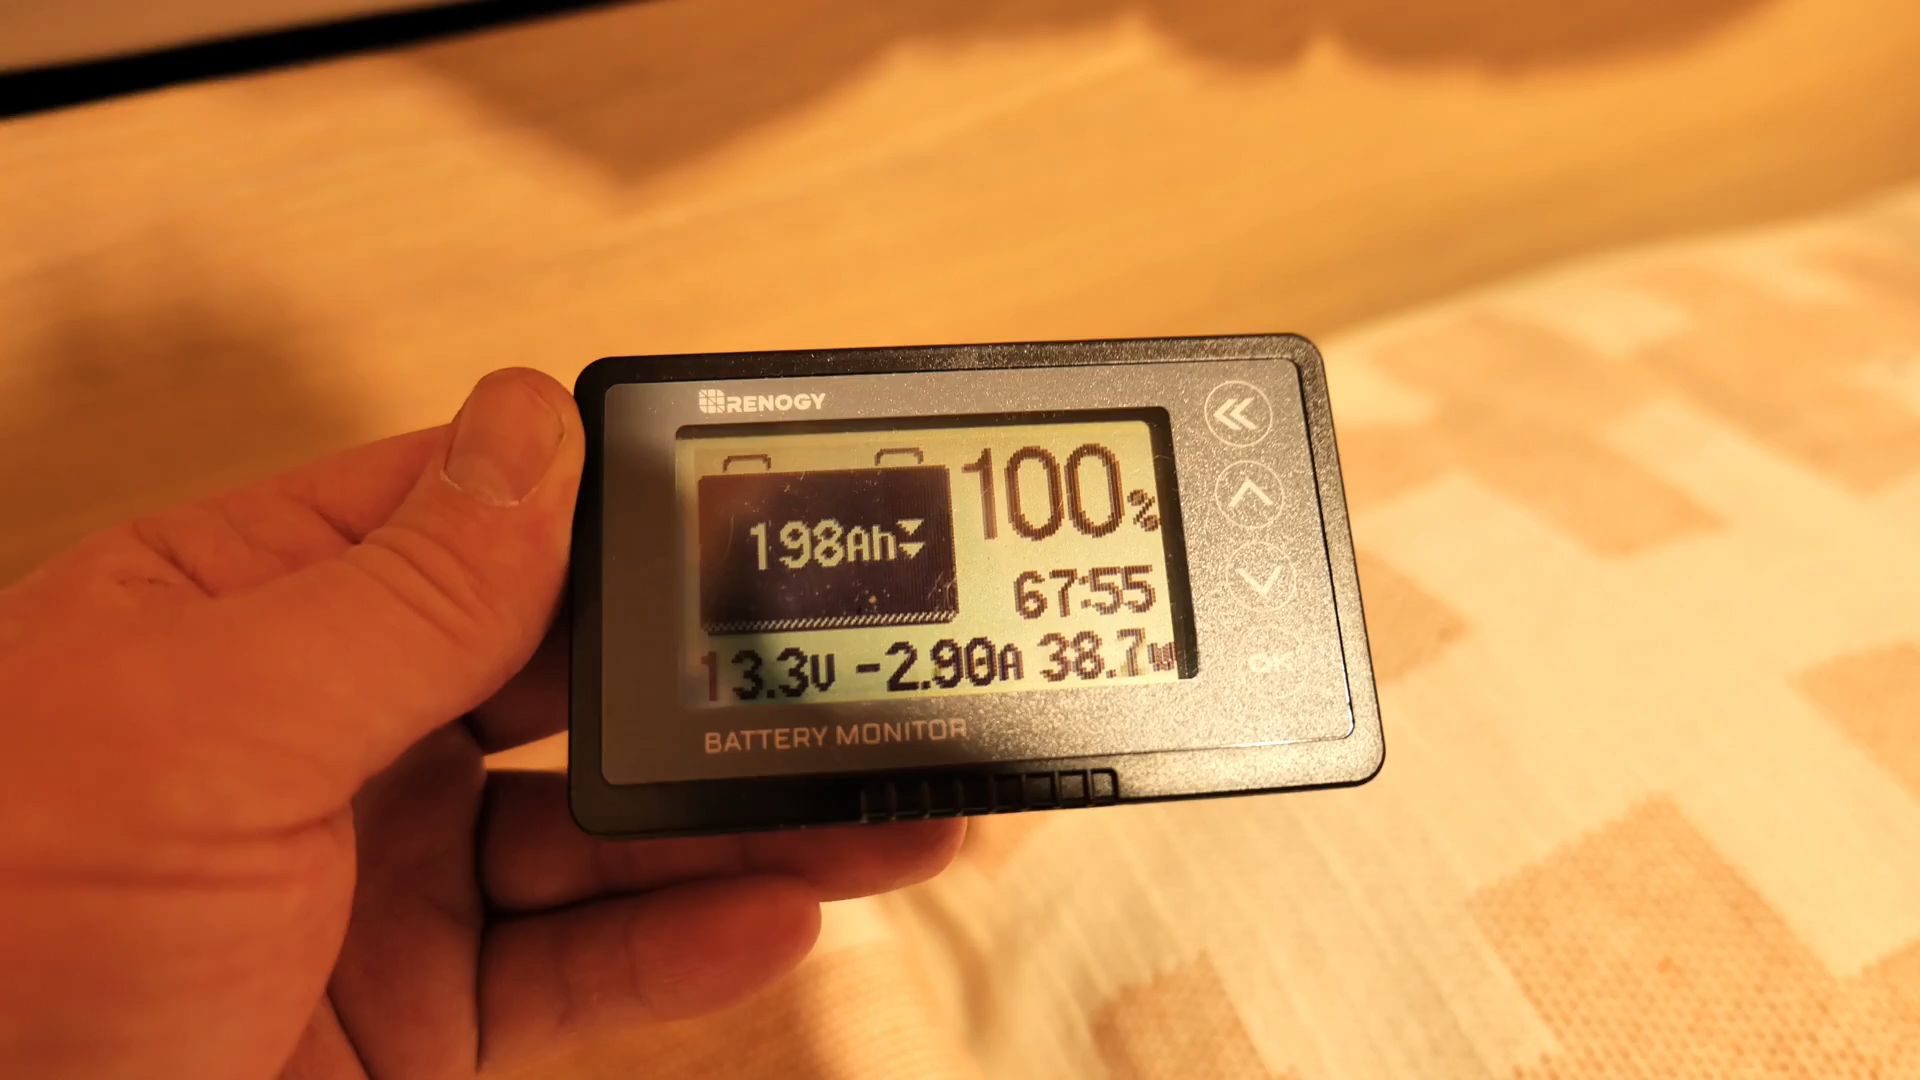 RENOGY
198Ah
100%
67:55
13.3V -2.90A 38.7W
BATTERY MONITOR
OK